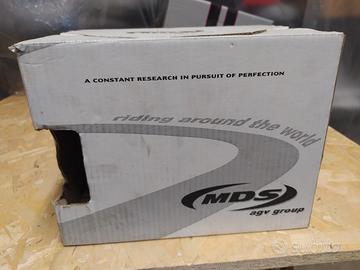 A CONSTANT RESEARCH IN PURSUIT OF PERFECTION
riding around the world
MDS
agv group